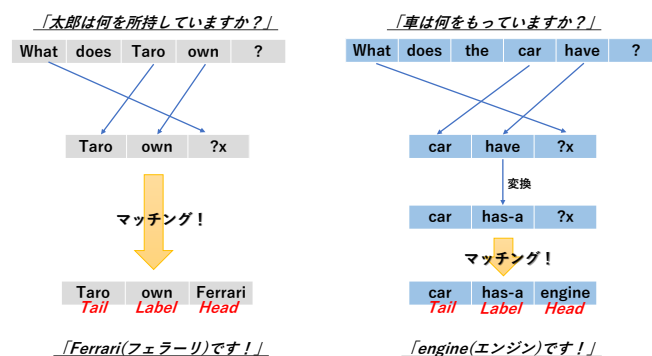 「太郎は何を所持していますか？」
What does Taro own ?
Taro own ?x
マッチング！
Taro own Ferrari
Tail Label Head
「Ferrari(フェラーリ)です！」
「車は何をもっていますか？」
What does the car have ?
car have ?x
変換
car has-a ?x
マッチング！
car has-a engine
Tail Label Head
「engine(エンジン)です！」